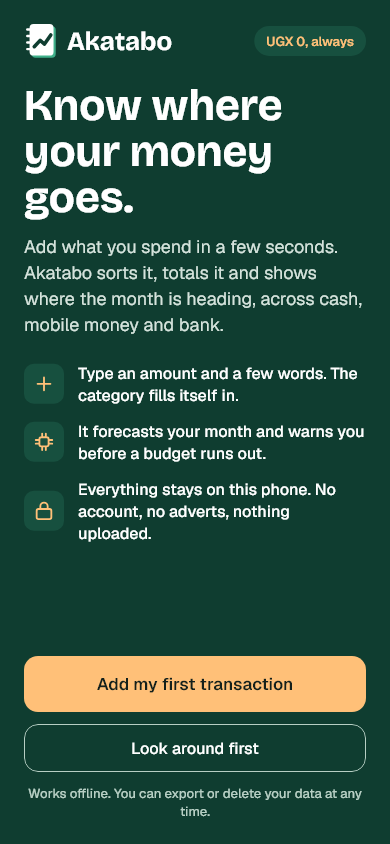 Akatabo
UGX 0, always
Know where
your money
goes.
Add what you spend in a few seconds.
Akatabo sorts it, totals it and shows
where the month is heading, across cash,
mobile money and bank.
Type an amount and a few words. The
category fills itself in.
It forecasts your month and warns you
before a budget runs out.
Everything stays on this phone. No
account, no adverts, nothing
uploaded.
Add my first transaction
Look around first
Works offline. You can export or delete your data at any
time.